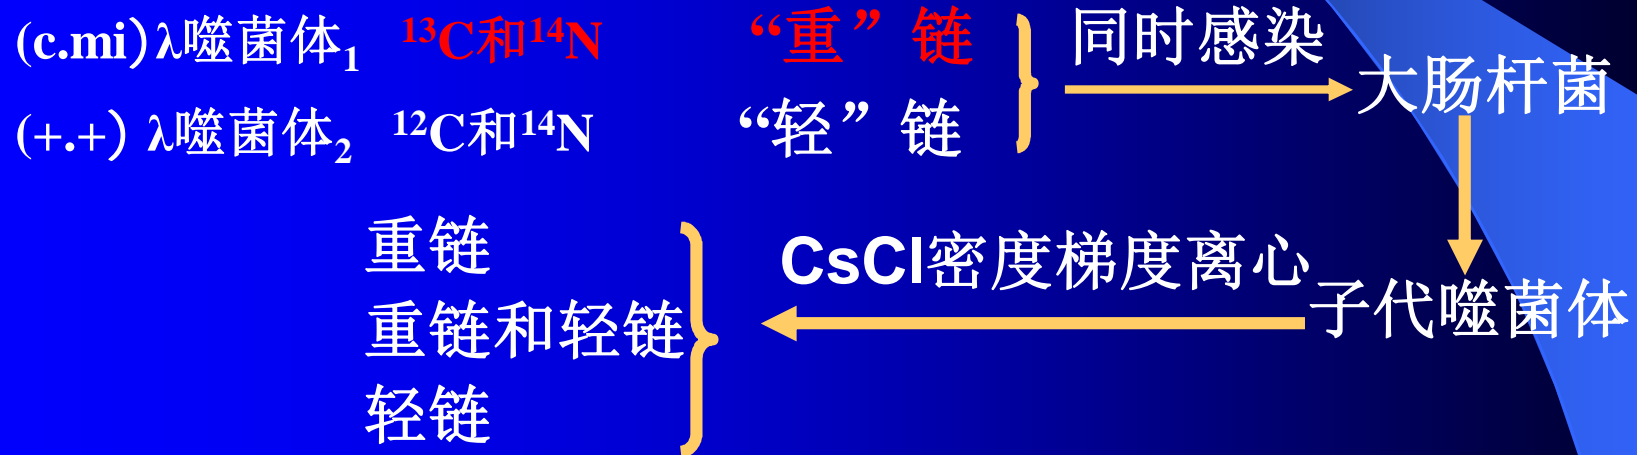 (c.mi)λ噬菌体₁ ¹³C和¹⁴N “重”链 同时感染
大肠杆菌
(+.+) λ噬菌体₂ ¹²C和¹⁴N “轻”链
重链
CsCl密度梯度离心
子代噬菌体
重链和轻链
轻链